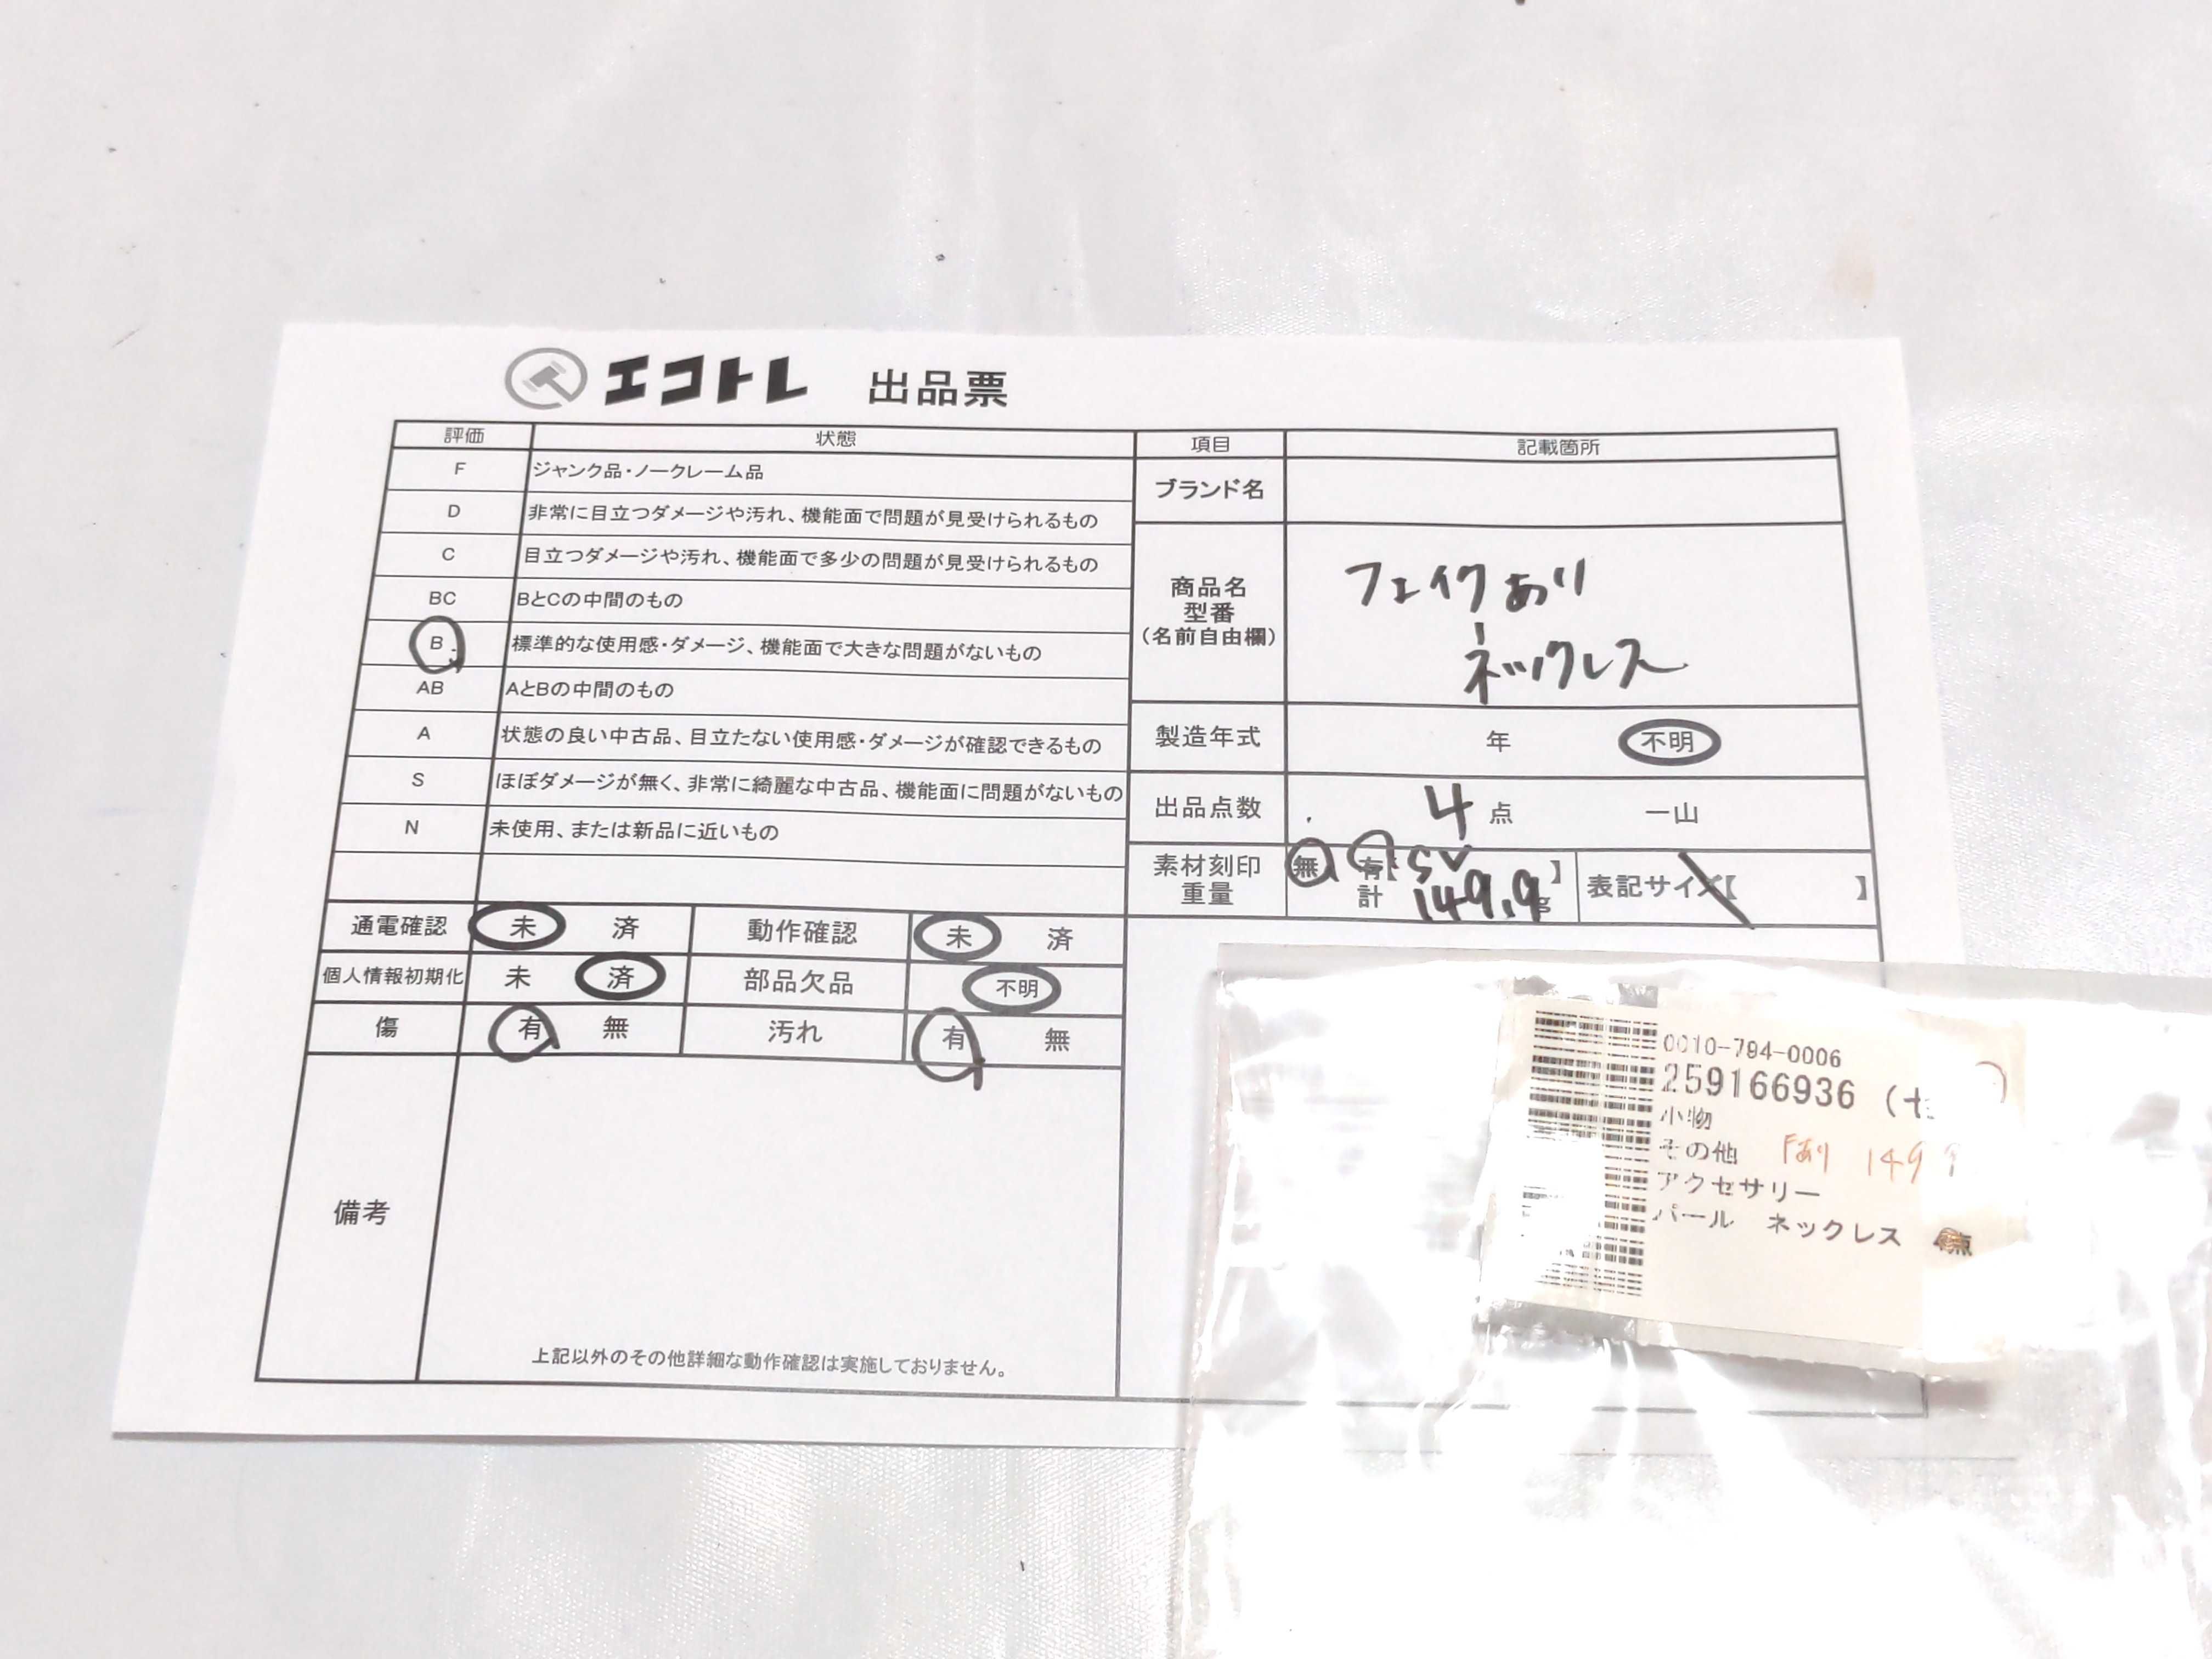 エコトレ 出品票
評価 状態 項目 記載箇所
F ジャンク品・ノークレーム品
ブランド名
D 非常に目立つダメージや汚れ、機能面で問題が見受けられるもの
C 目立つダメージや汚れ、機能面で多少の問題が見受けられるもの
商品名
型番
(名前自由欄)
フェイクあり
ネックレス
BC BとCの中間のもの
B 標準的な使用感・ダメージ、機能面で大きな問題がないもの
AB AとBの中間のもの
A 状態の良い中古品、目立たない使用感・ダメージが確認できるもの
製造年式 年 不明
S ほぼダメージが無く、非常に綺麗な中古品、機能面に問題がないもの
出品点数 4 点 一山
N 未使用、または新品に近いもの
素材刻印 無 有【SV】
重量 計 149.9g
表記サイズ【 】
通電確認 未 済 動作確認 未 済
個人情報初期化 未 済 部品欠品 不明
傷 有 無 汚れ 有 無
備考
上記以外のその他詳細な動作確認は実施しておりません。
0010-794-0006
259166936
小物
その他 Fあり 149
アクセサリー
パール ネックレス